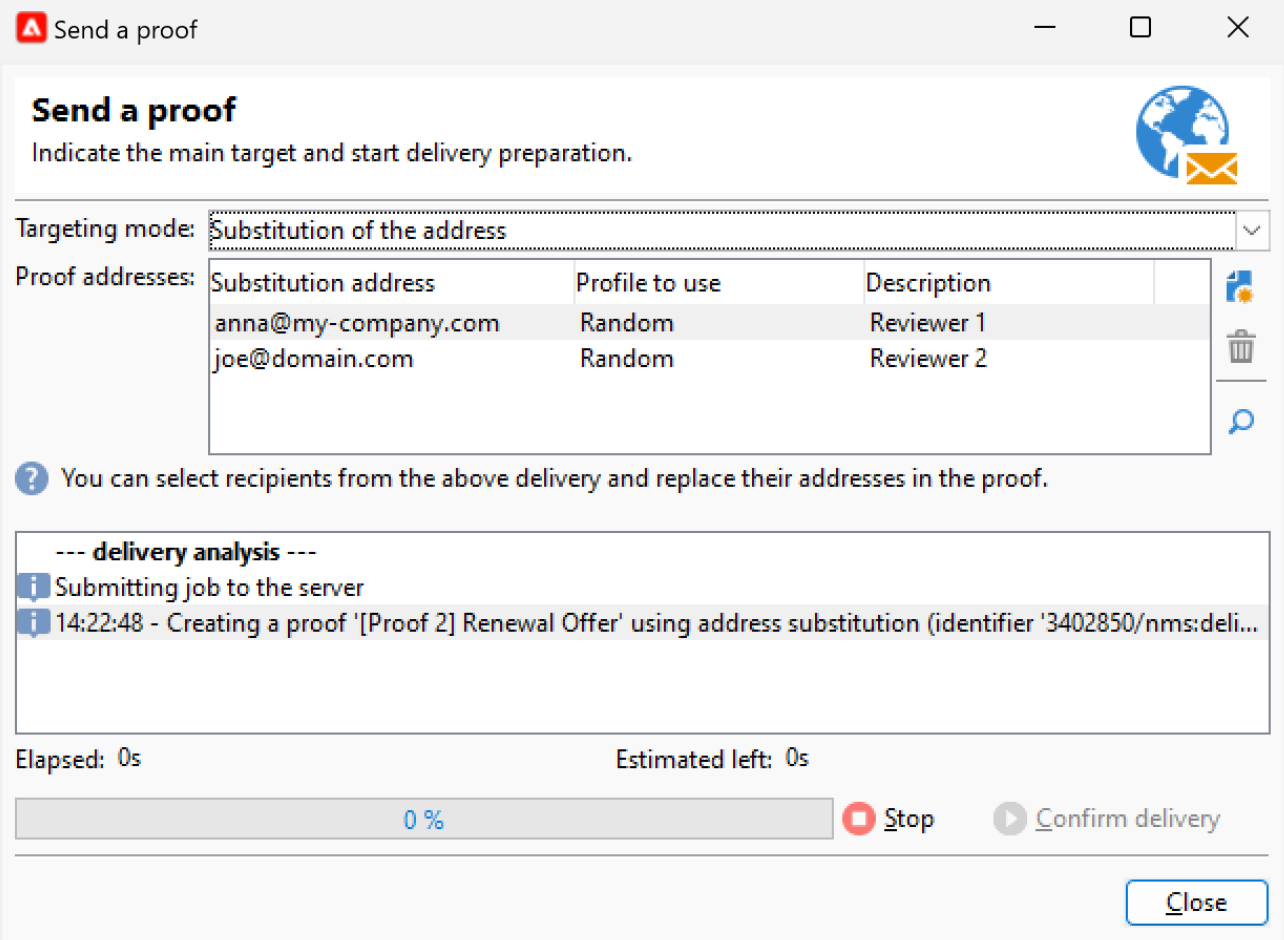 Send a proof
Send a proof
Indicate the main target and start delivery preparation.
Targeting mode: Substitution of the address
Proof addresses: Substitution address Profile to use Description
anna@my-company.com Random Reviewer 1
joe@domain.com Random Reviewer 2
You can select recipients from the above delivery and replace their addresses in the proof.
--- delivery analysis ---
Submitting job to the server
14:22:48 - Creating a proof '[Proof 2] Renewal Offer' using address substitution (identifier '3402850/nms:deli...
Elapsed: 0s Estimated left: 0s
0 % Stop Confirm delivery
Close